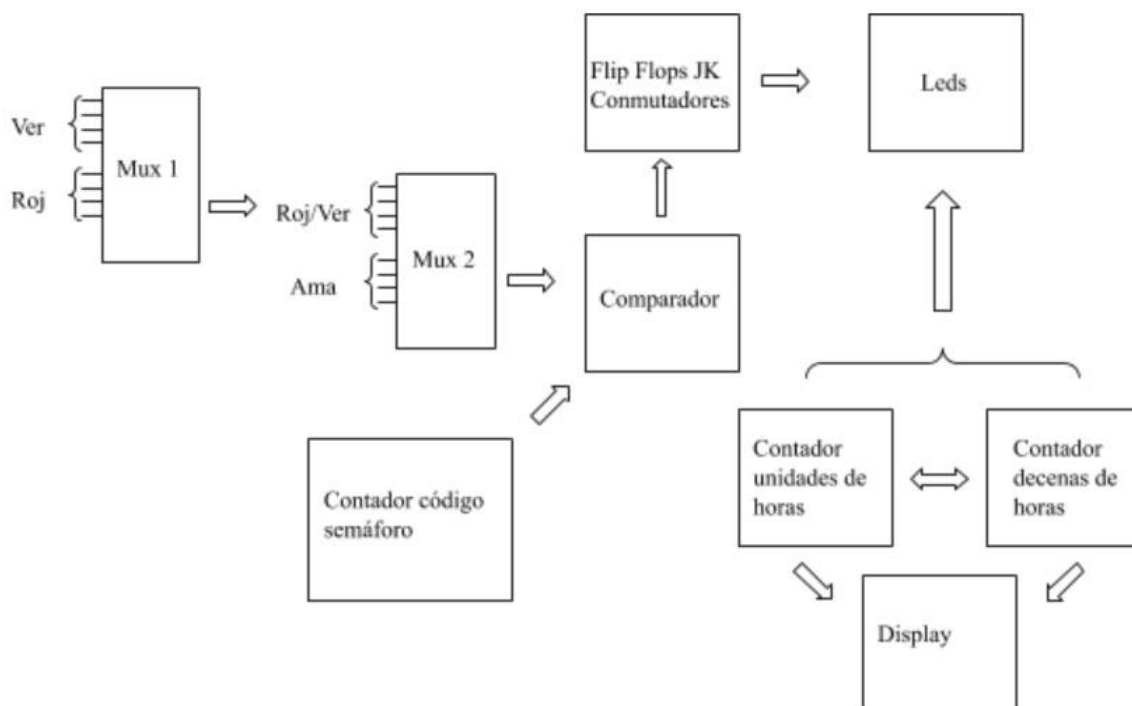 Ver
Roj
Mux 1
Roj/Ver
Ama
Mux 2
Flip Flops JK
Conmutadores
Leds
Comparador
Contador código
semáforo
Contador
unidades de
horas
Contador
decenas de
horas
Display